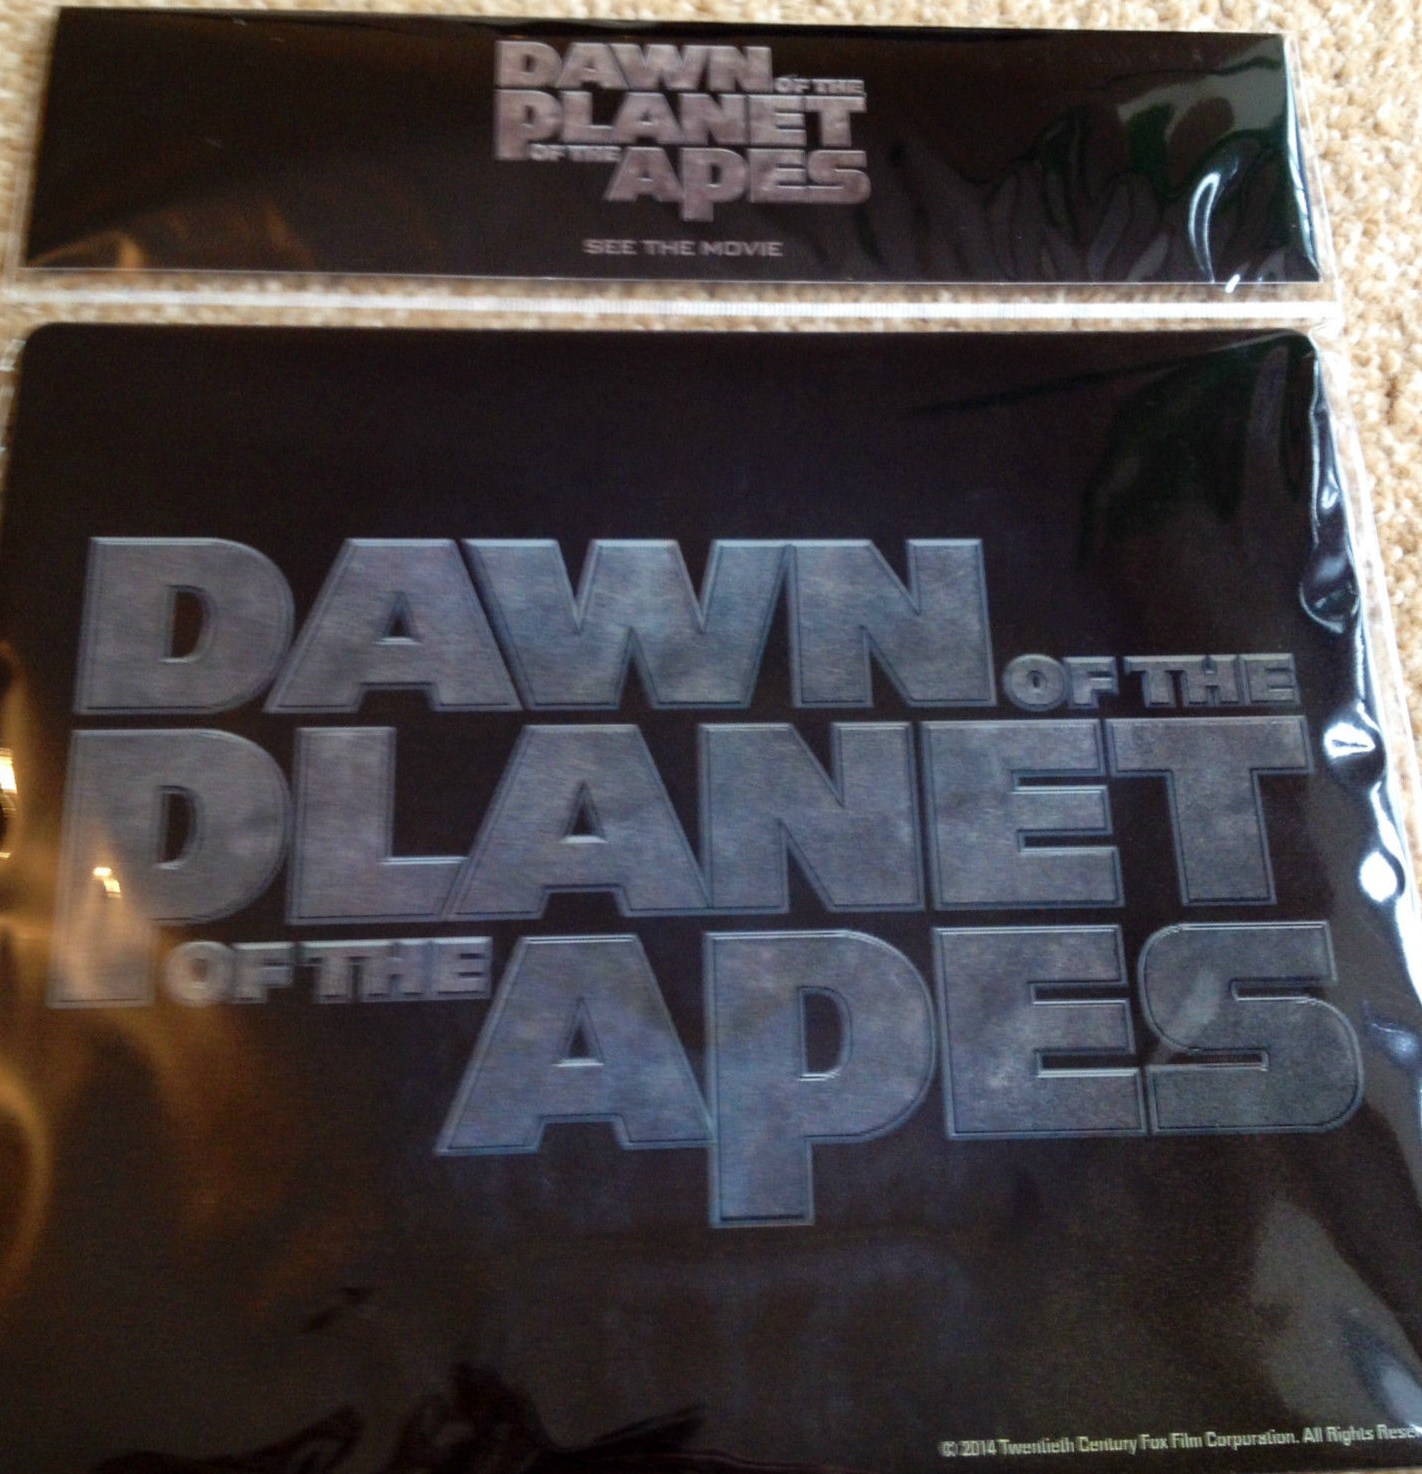 DAWN OF THE
PLANET
OF THE APES
SEE THE MOVIE
DAWN OF THE
PLANET
OF THE APES
© 2014 Twentieth Century Fox Film Corporation. All Rights Rese